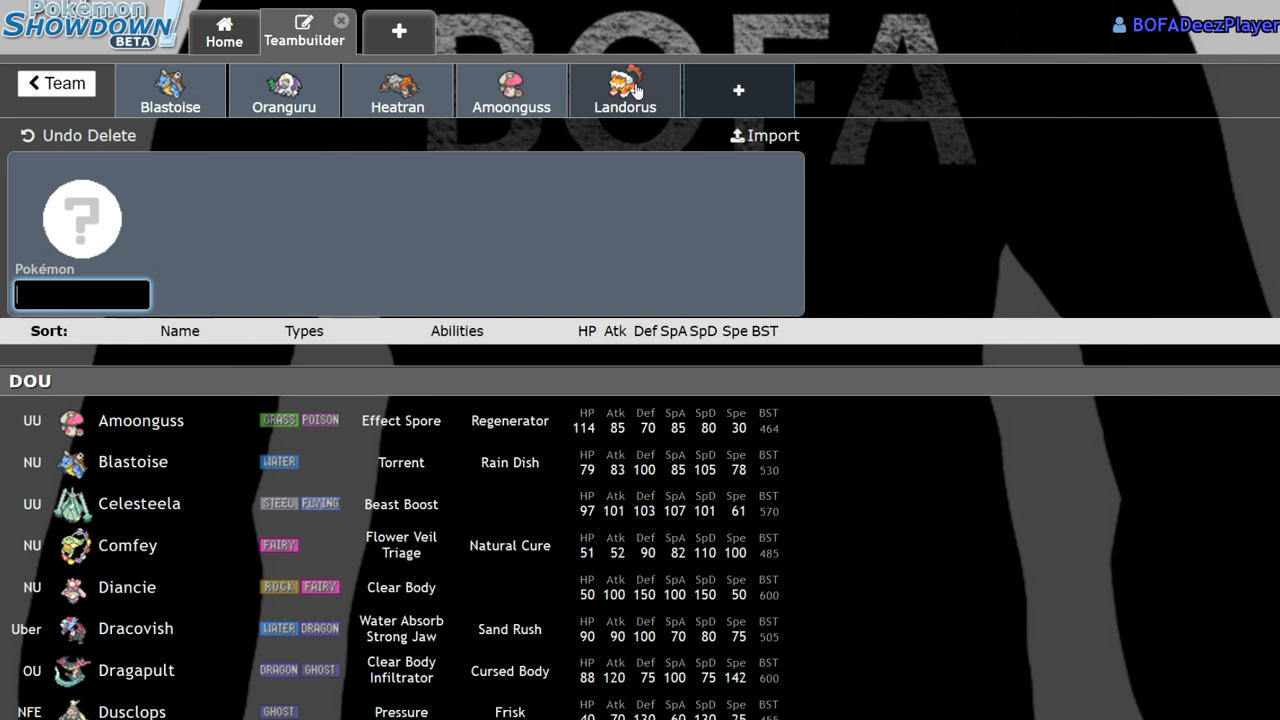 Pokémon
SHOWDOWN!
BETA
Home
Teambuilder
+
BOFADeezPlayer
BOFA
Team
Blastoise
Oranguru
Heatran
Amoonguss
Landorus
+
Undo Delete
Import
?
Pokémon
Sort: Name Types Abilities HP Atk Def SpA SpD Spe BST
DOU
UU Amoonguss GRASS POISON Effect Spore Regenerator HP 114 Atk 85 Def 70 SpA 85 SpD 80 Spe 30 BST 464
NU Blastoise WATER Torrent Rain Dish HP 79 Atk 83 Def 100 SpA 85 SpD 105 Spe 78 BST 530
UU Celesteela STEEL FLYING Beast Boost HP 97 Atk 101 Def 103 SpA 107 SpD 101 Spe 61 BST 570
NU Comfey FAIRY Flower Veil Triage Natural Cure HP 51 Atk 52 Def 90 SpA 82 SpD 110 Spe 100 BST 485
NU Diancie ROCK FAIRY Clear Body HP 50 Atk 100 Def 150 SpA 100 SpD 150 Spe 50 BST 600
Uber Dracovish WATER DRAGON Water Absorb Strong Jaw Sand Rush HP 90 Atk 90 Def 100 SpA 70 SpD 80 Spe 75 BST 505
OU Dragapult DRAGON GHOST Clear Body Infiltrator Cursed Body HP 88 Atk 120 Def 75 SpA 100 SpD 75 Spe 142 BST 600
NFE Dusclops GHOST Pressure Frisk HP Atk Def SpA SpD Spe BST